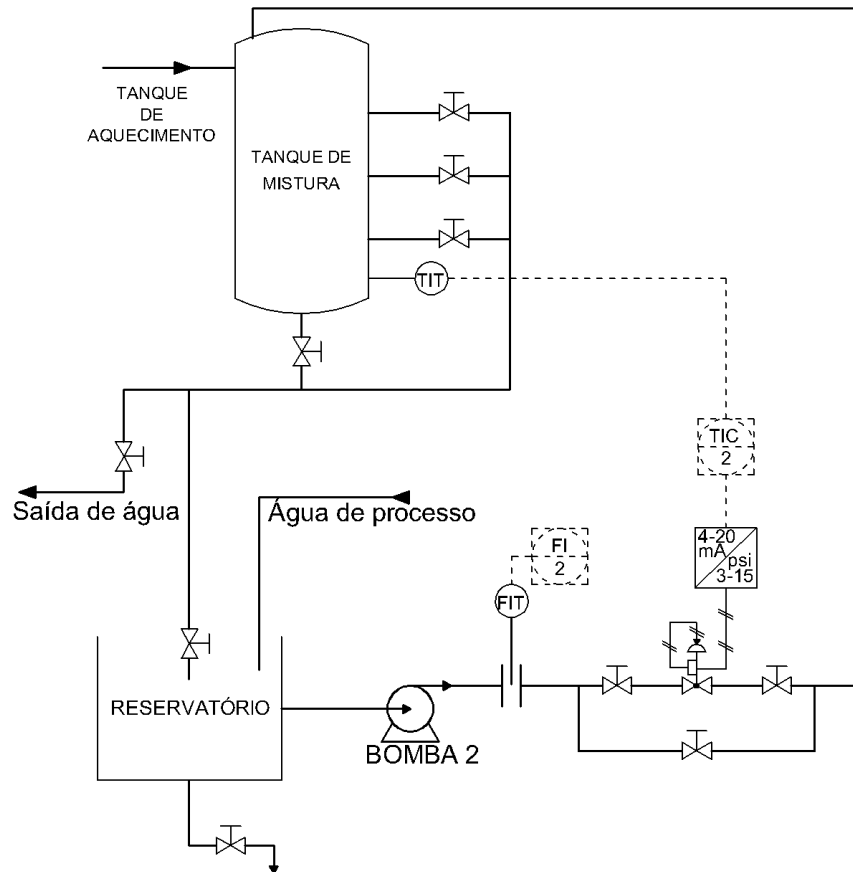 TANQUE
DE
AQUECIMENTO
TANQUE DE
MISTURA
TIT
TIC
2
Saída de água
Água de processo
FI
2
4-20
mA
psi
3-15
FIT
RESERVATÓRIO
BOMBA 2